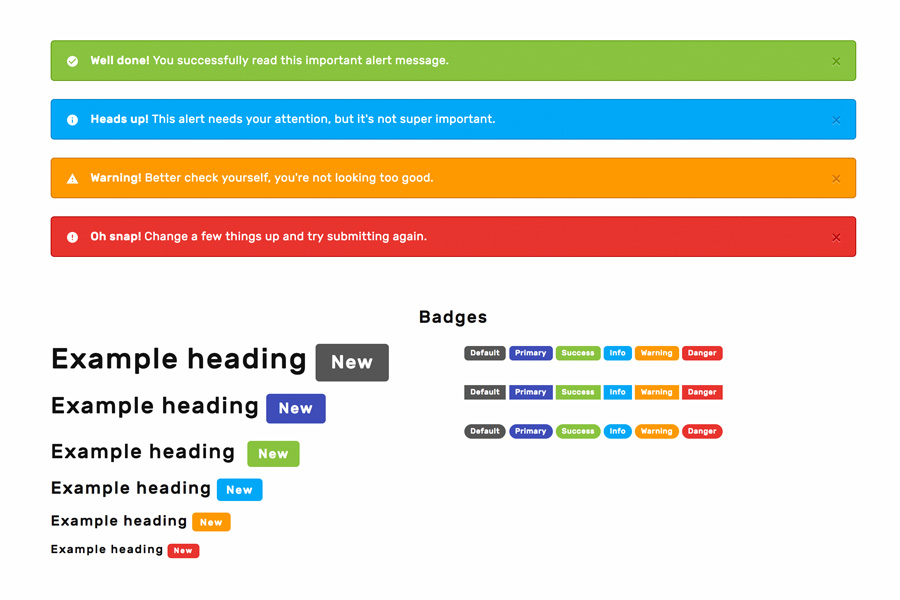 Well done! You successfully read this important alert message. ×
Heads up! This alert needs your attention, but it's not super important. ×
Warning! Better check yourself, you're not looking too good. ×
Oh snap! Change a few things up and try submitting again. ×
Badges
Example heading New
Example heading New
Example heading New
Example heading New
Example heading New
Example heading New
Default Primary Success Info Warning Danger
Default Primary Success Info Warning Danger
Default Primary Success Info Warning Danger